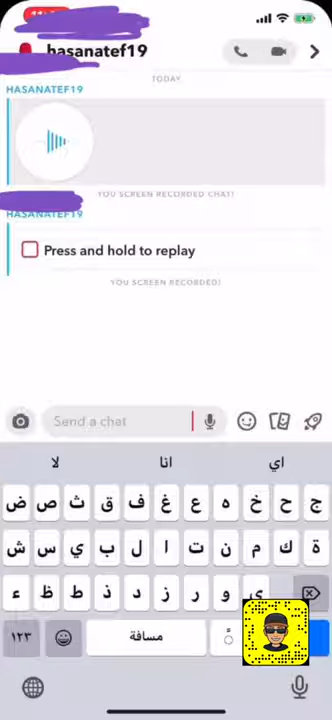 hasanatef19
TODAY
HASANATEF19
YOU SCREEN RECORDED CHAT!
HASANATEF19
Press and hold to replay
YOU SCREEN RECORDED!
Send a chat
لا انا اي
ض ص ث ق ف غ ع ه خ ح ج
ش س ي ب ل ا ت ن م ك ة
ء ظ ط ذ د ز ر و ى
١٢٣ مسافة